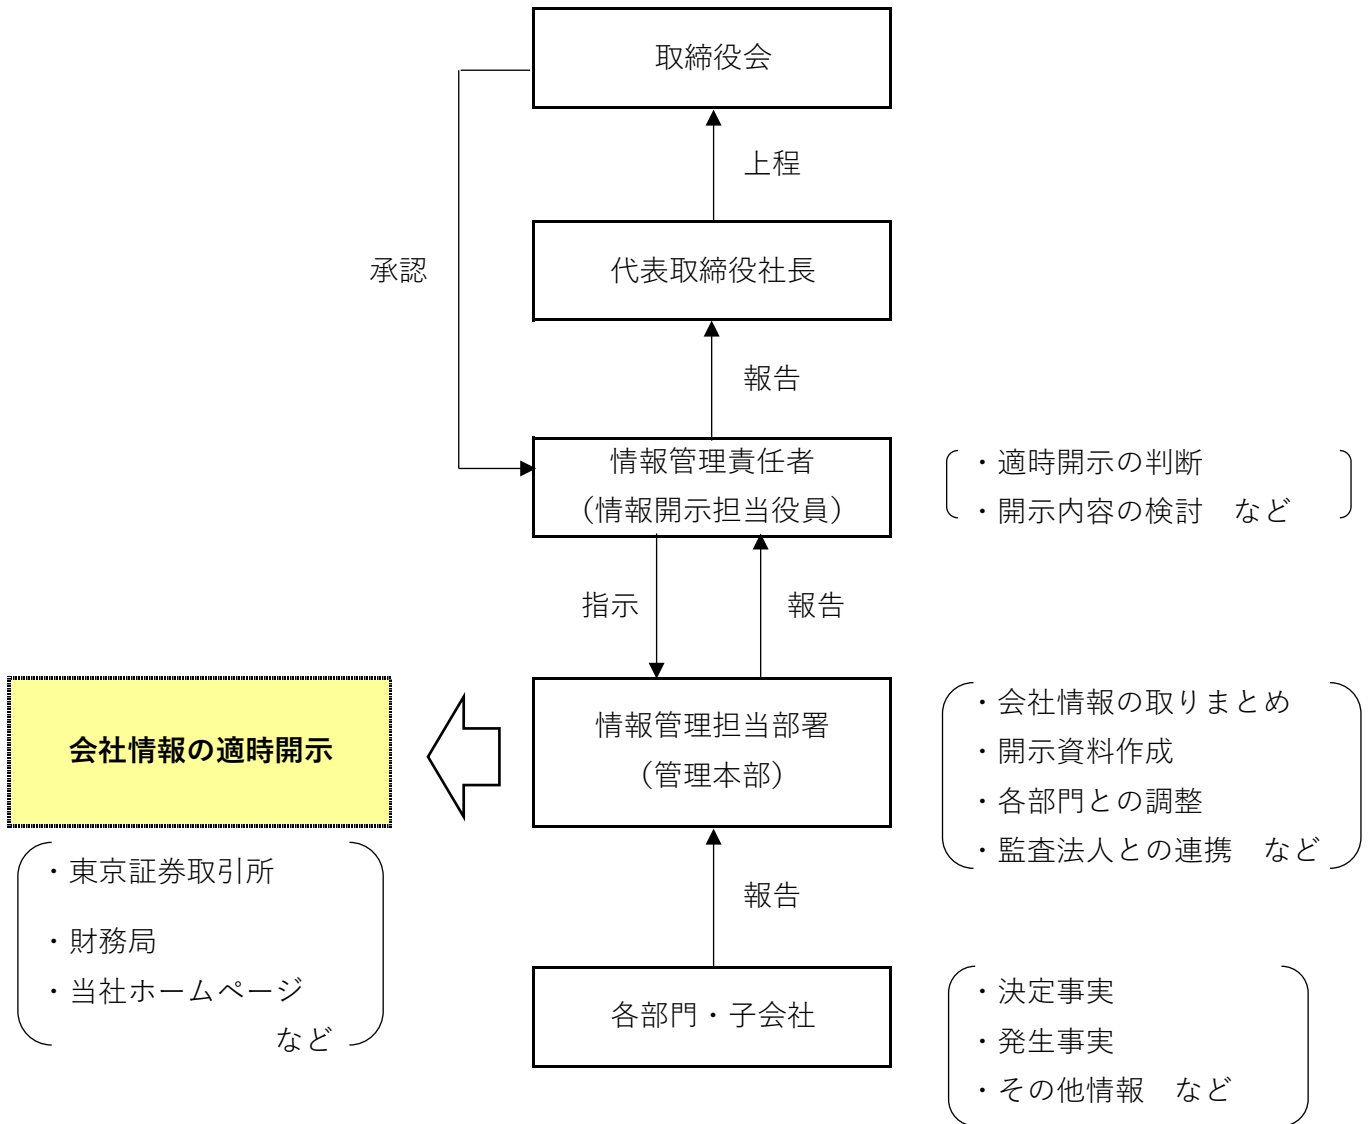 取締役会
上程
代表取締役社長
承認
報告
情報管理責任者
（情報開示担当役員）
・適時開示の判断
・開示内容の検討　など
指示
報告
会社情報の適時開示
情報管理担当部署
（管理本部）
・会社情報の取りまとめ
・開示資料作成
・各部門との調整
・監査法人との連携　など
・東京証券取引所
・財務局
・当社ホームページ
など
報告
各部門・子会社
・決定事実
・発生事実
・その他情報　など